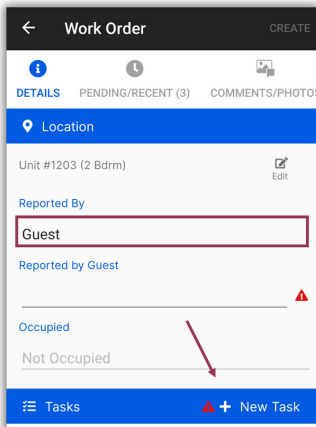 Work Order CREATE
DETAILS PENDING/RECENT (3) COMMENTS/PHOTOS
Location
Unit #1203 (2 Bdrm) Edit
Reported By
Guest
Reported by Guest
Occupied
Not Occupied
Tasks + New Task